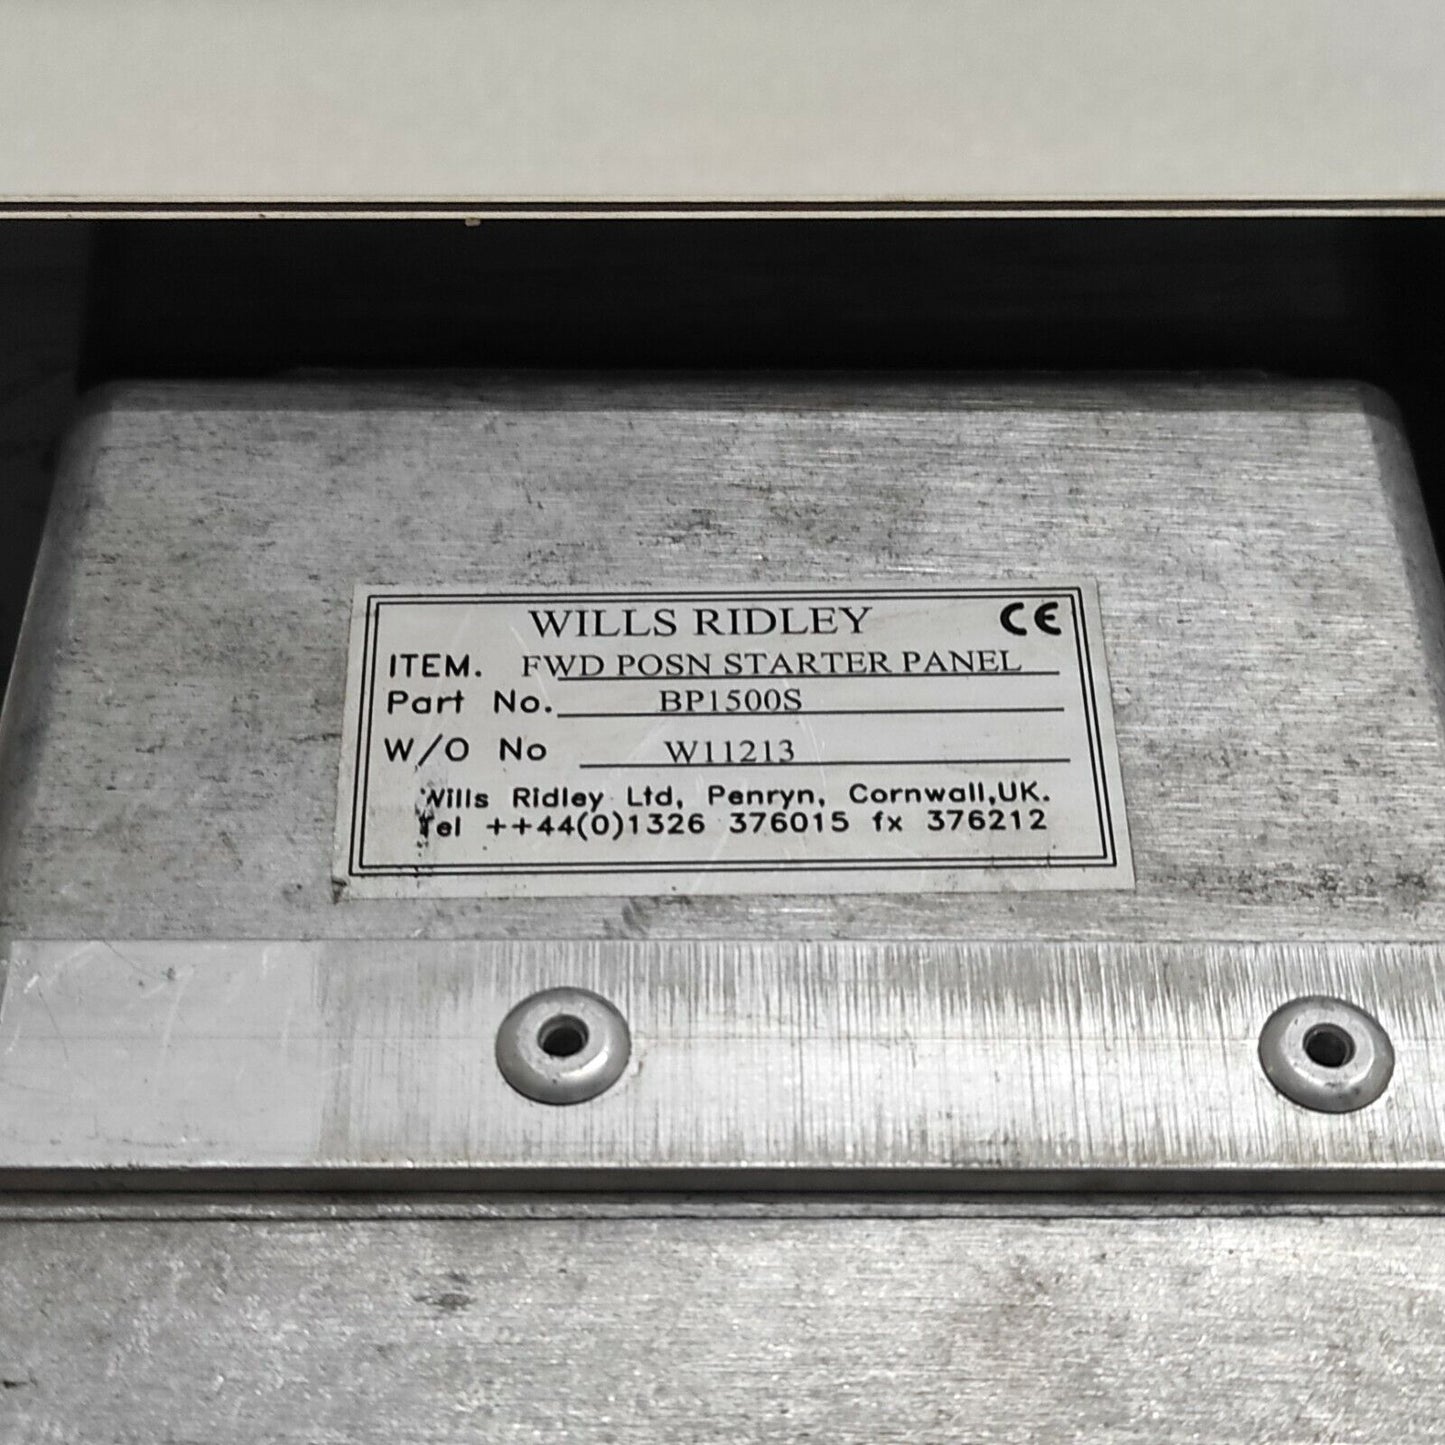 WILLS RIDLEY CE
ITEM. FWD POSN STARTER PANEL
Part No. BP1500S
W/O No W11213
Wills Ridley Ltd, Penryn, Cornwall,UK.
Tel ++44(0)1326 376015 fx 376212